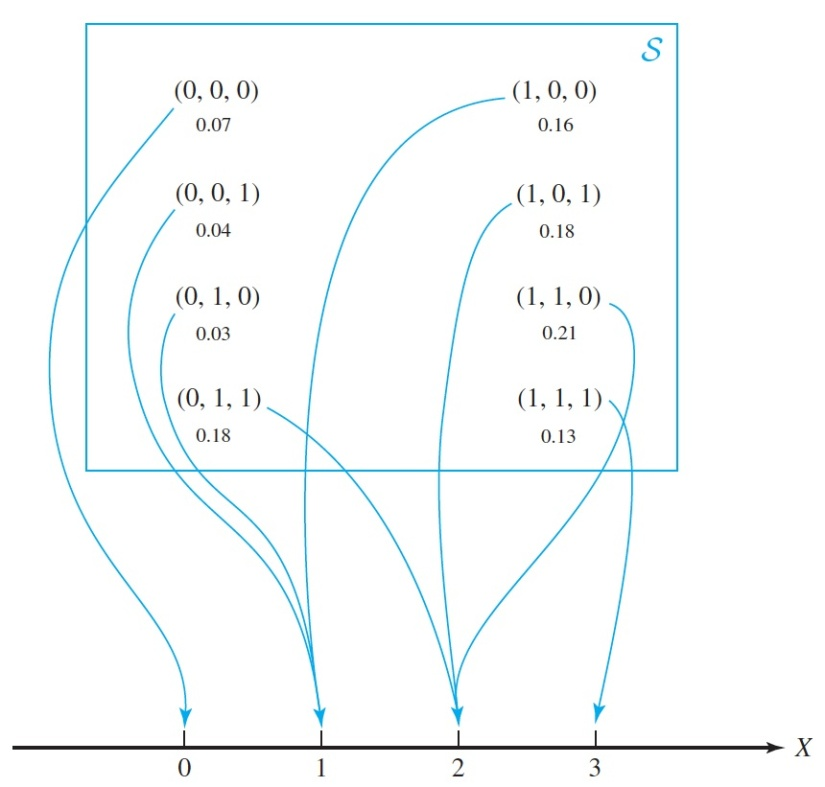 𝒮
(0, 0, 0)
0.07
(1, 0, 0)
0.16
(0, 0, 1)
0.04
(1, 0, 1)
0.18
(0, 1, 0)
0.03
(1, 1, 0)
0.21
(0, 1, 1)
0.18
(1, 1, 1)
0.13
X
0 1 2 3